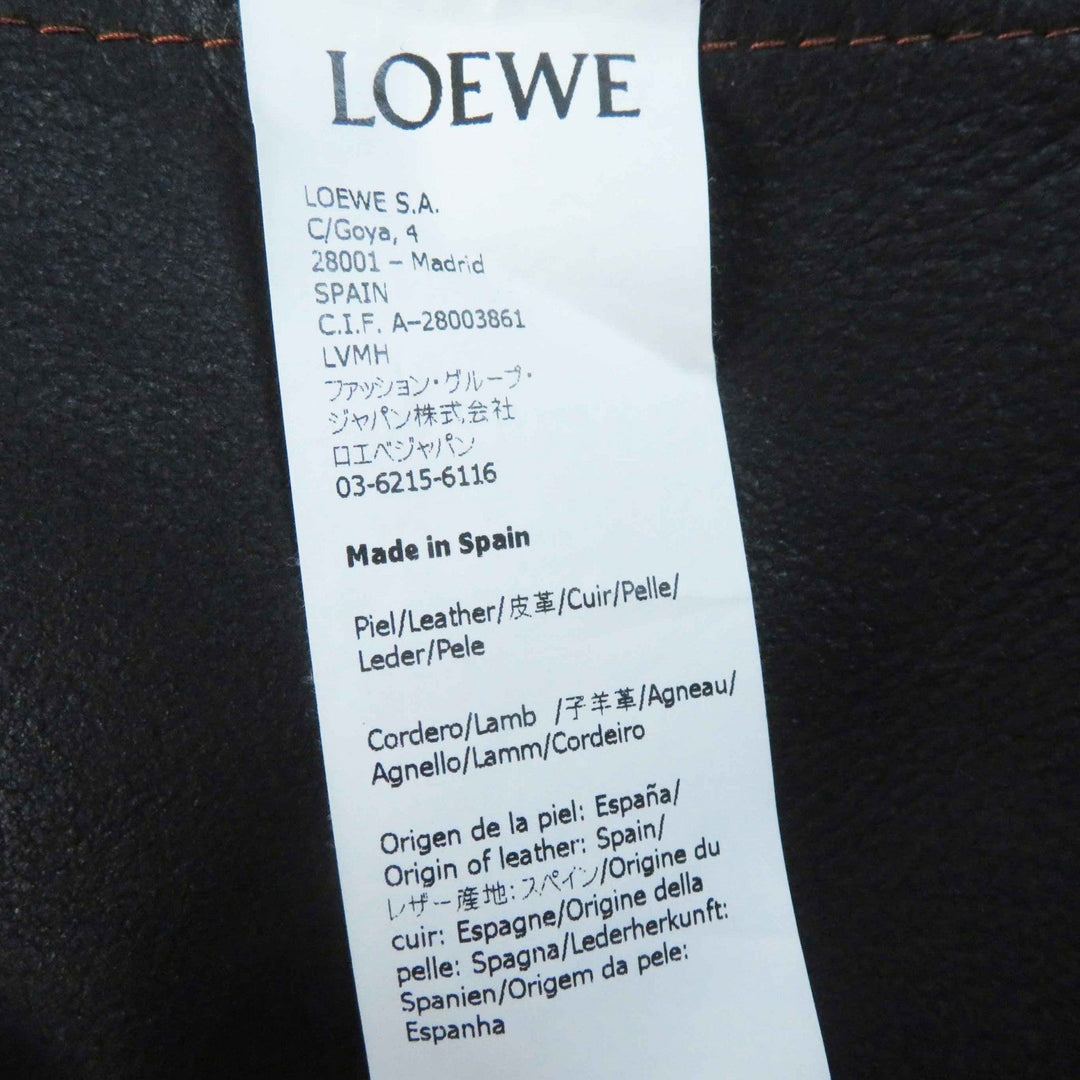 LOEWE
LOEWE S.A.
C/Goya, 4
28001 – Madrid
SPAIN
C.I.F. A–28003861
LVMH
ファッション・グループ・
ジャパン株式会社
ロエベジャパン
03-6215-6116
Made in Spain
Piel/Leather/皮革/Cuir/Pelle/
Leder/Pele
Cordero/Lamb /子羊革/Agneau/
Agnello/Lamm/Cordeiro
Origen de la piel: España/
Origin of leather: Spain/
レザー産地:スペイン/Origine du
cuir: Espagne/Origine della
pelle: Spagna/Lederherkunft:
Spanien/Origem da pele:
Espanha